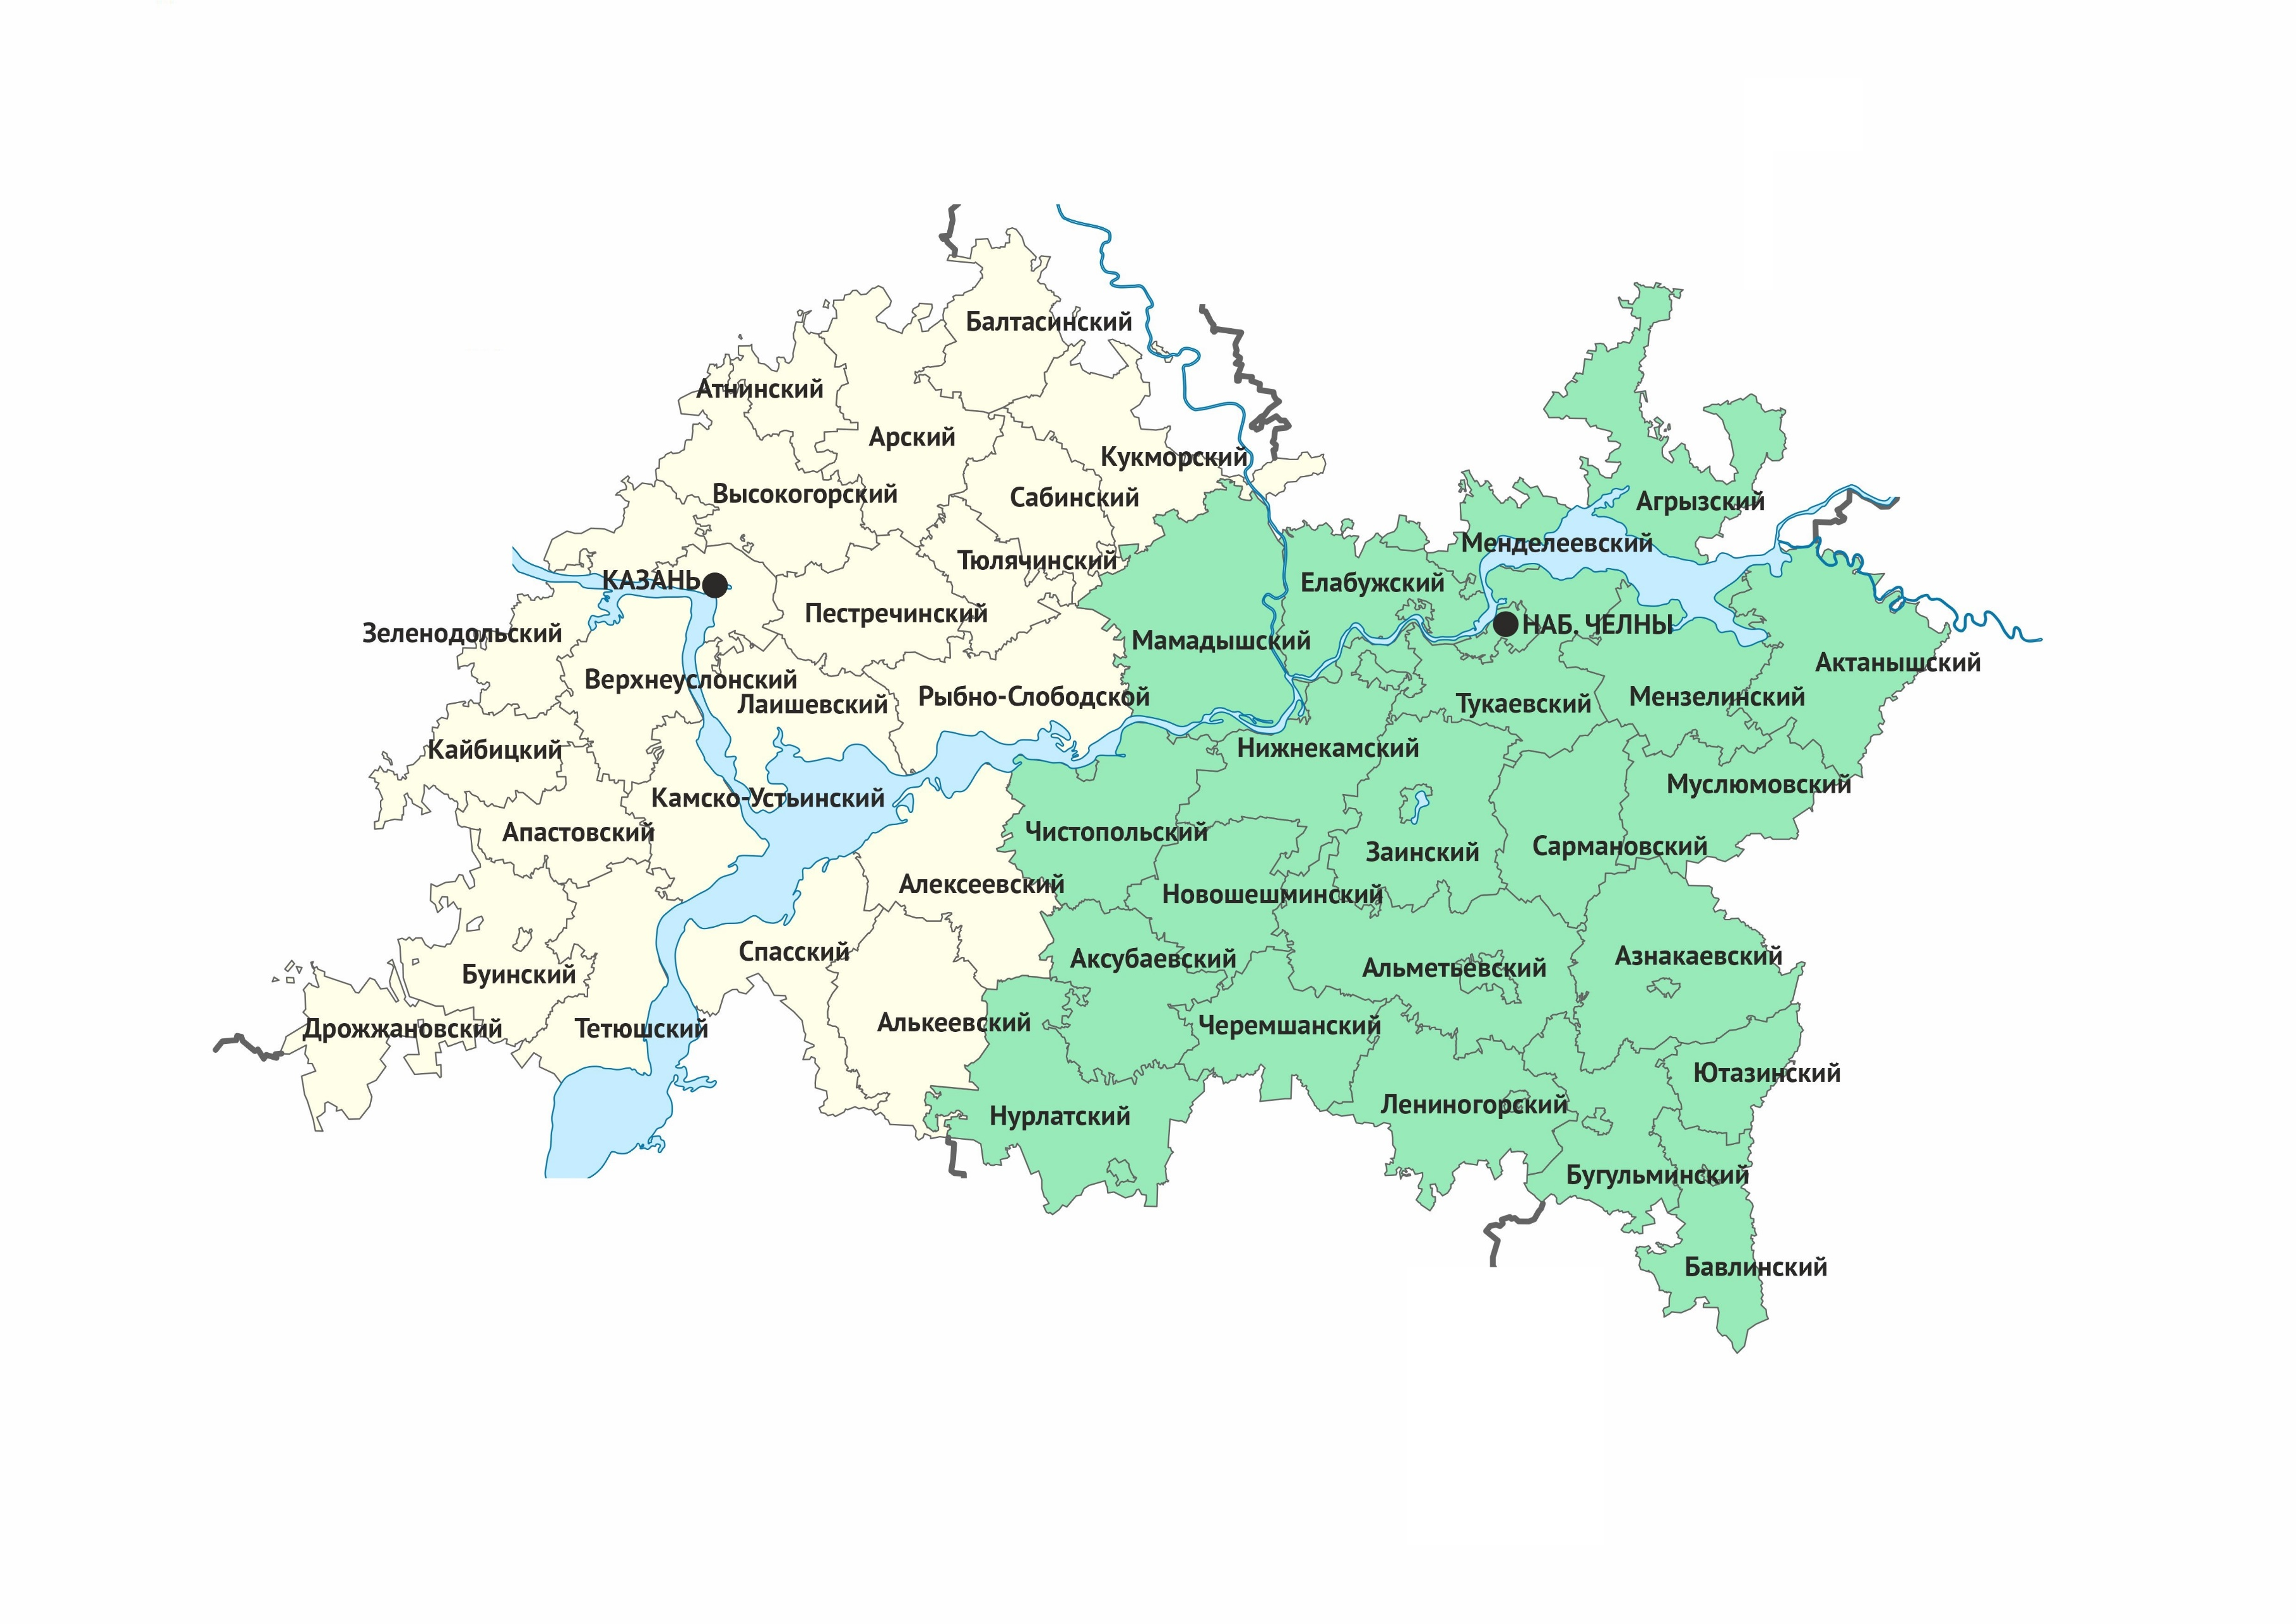 Балтасинский
Атнинский
Арский
Кукморский
Высокогорский
Сабинский
Агрызский
Менделеевский
Тюлячинский
КАЗАНЬ
Елабужский
Пестречинский
НАБ. ЧЕЛНЫ
Зеленодольский
Мамадышский
Актанышский
Верхнеуслонский
Рыбно-Слободской
Мензелинский
Лаишевский
Тукаевский
Кайбицкий
Нижнекамский
Муслюмовский
Камско-Устьинский
Апастовский
Чистопольский
Сармановский
Заинский
Алексеевский
Новошешминский
Спасский
Аксубаевский
Азнакаевский
Альметьевский
Буинский
Алькеевский
Черемшанский
Дрожжановский
Тетюшский
Ютазинский
Лениногорский
Нурлатский
Бугульминский
Бавлинский